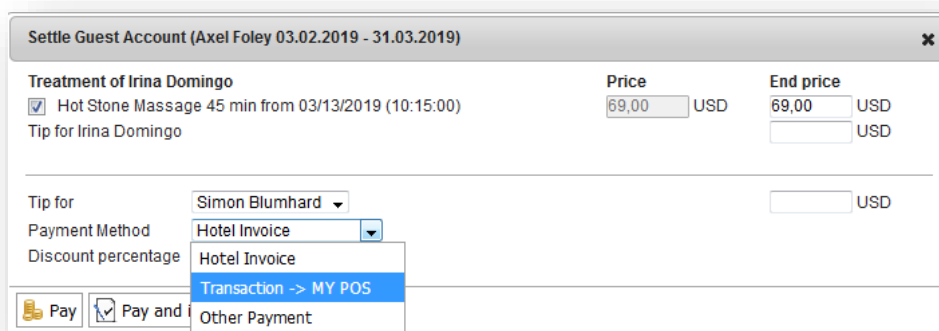 Settle Guest Account (Axel Foley 03.02.2019 - 31.03.2019)
Treatment of Irina Domingo Price End price
Hot Stone Massage 45 min from 03/13/2019 (10:15:00) 69,00 USD 69,00 USD
Tip for Irina Domingo USD
Tip for Simon Blumhard USD
Payment Method Hotel Invoice
Discount percentage Hotel Invoice
Transaction -> MY POS
Pay Pay and Other Payment